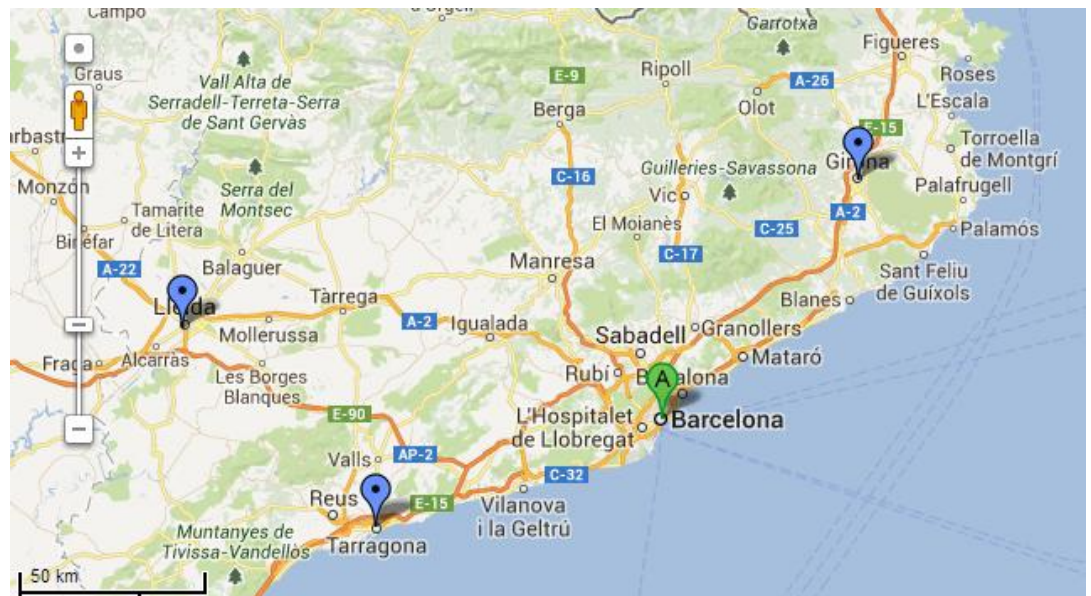 Campo
d'Urgell
Garrotxa
Figueres
Graus
Vall Alta de
Serradell-Terreta-Serra
de Sant Gervàs
E-9
Ripoll
A-26
Roses
Berga
Olot
L'Escala
E-15
Torroella
de Montgrí
Monzón
Serra del
Montsec
C-16
Guilleries-Savassona
Girona
Palafrugell
Vic
Tamarite
de Litera
El Moianès
A-2
Palamós
Binéfar
C-25
A-22
Balaguer
Manresa
C-17
Sant Feliu
de Guíxols
Lleida
Tàrrega
Blanes
Mollerussa
A-2
Igualada
Sabadell
Granollers
Fraga
Alcarràs
Mataró
Les Borges
Blanques
Rubí
A
Badalona
E-90
L'Hospitalet
de Llobregat
Barcelona
Valls
AP-2
C-32
Reus
E-15
Vilanova
i la Geltrú
Muntanyes de
Tivissa-Vandellòs
Tarragona
50 km